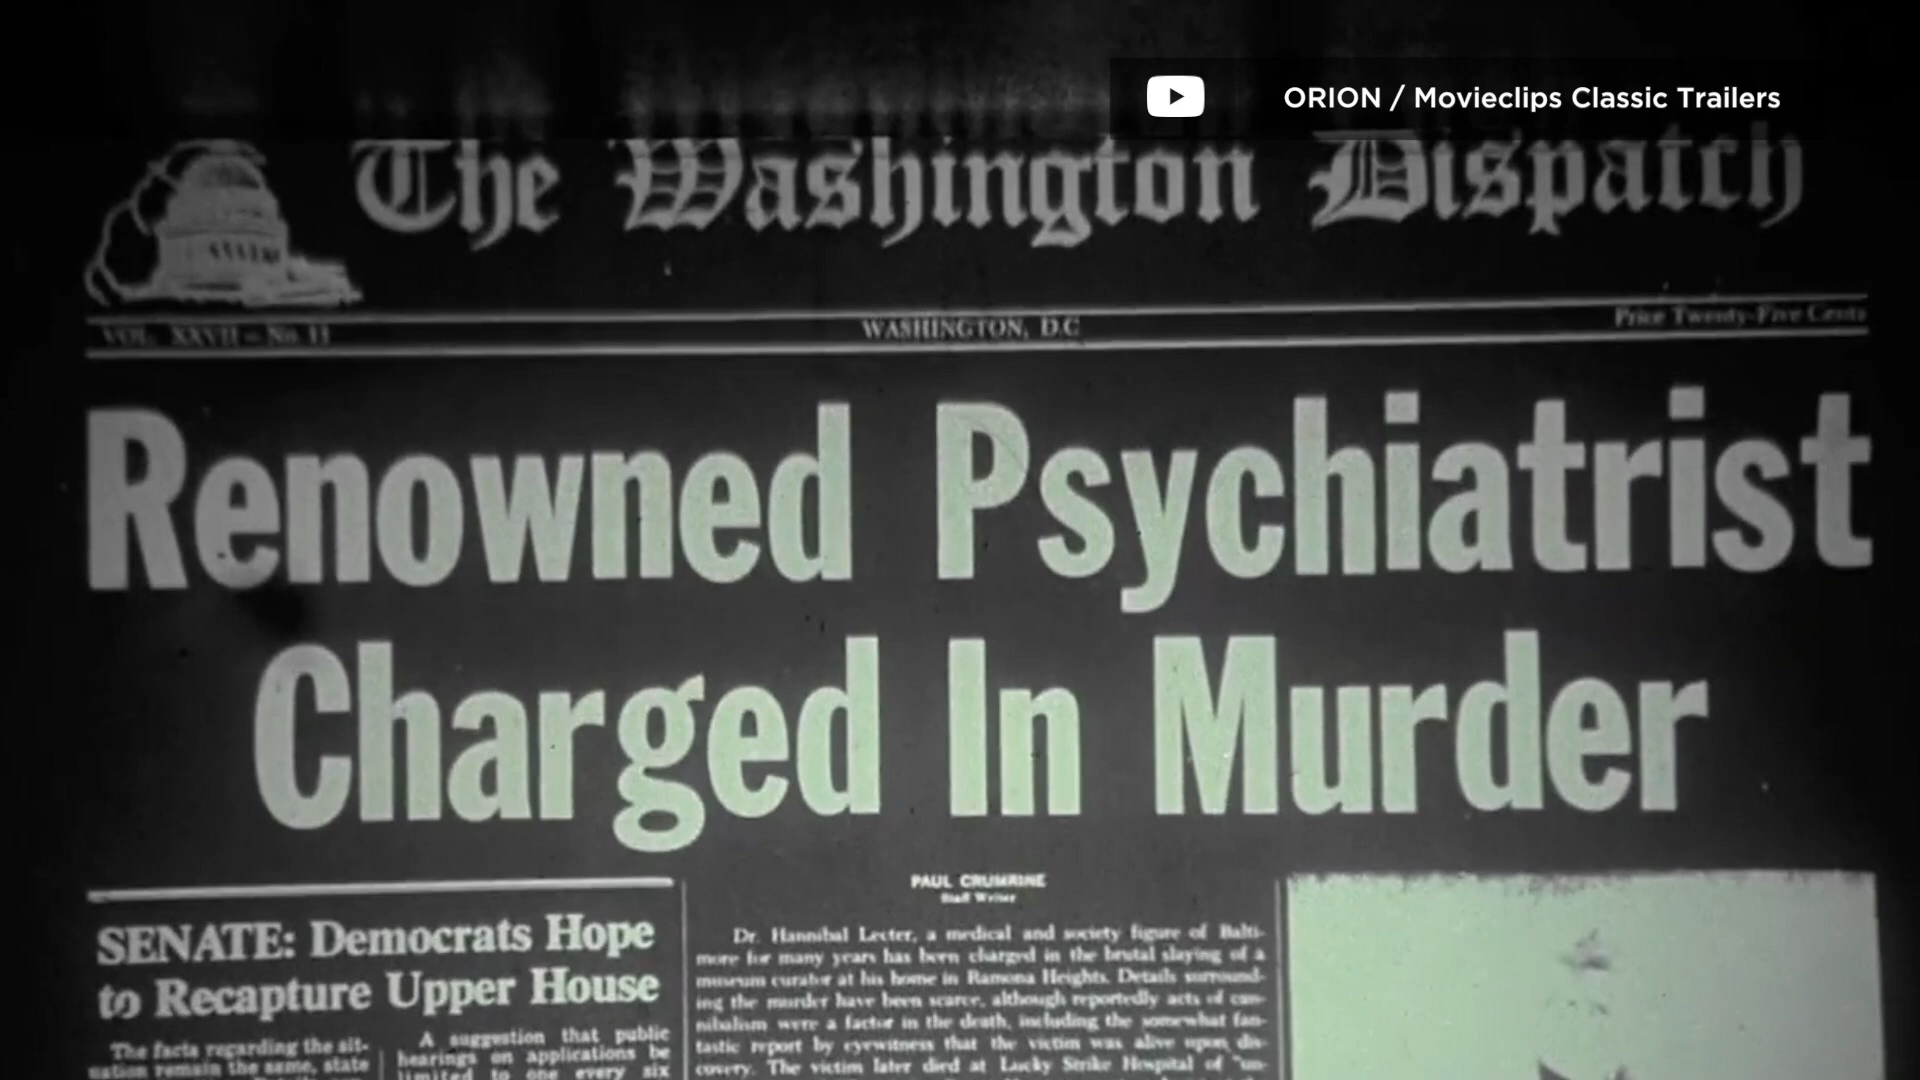 ORION / Movieclips Classic Trailers
The Washington Dispatch
VOL. XXVII - No. 11
WASHINGTON, D.C
Price Twenty-Five Cents
Renowned Psychiatrist
Charged In Murder
SENATE: Democrats Hope
to Recapture Upper House
The facts regarding the sit-
uation remain the same, state
A suggestion that public
hearings on applications be
limited to one every six
PAUL CRUMRINE
Staff Writer
Dr. Hannibal Lecter, a medical and society figure of Balti-
more for many years has been charged in the brutal slaying of a
museum curator at his home in Ramona Heights. Details surround-
ing the murder have been scarce, although reportedly acts of can-
nibalism were a factor in the death, including the somewhat fan-
tastic report by eyewitness that the victim was alive upon dis-
covery. The victim later died at Lucky Strike Hospital of "un-